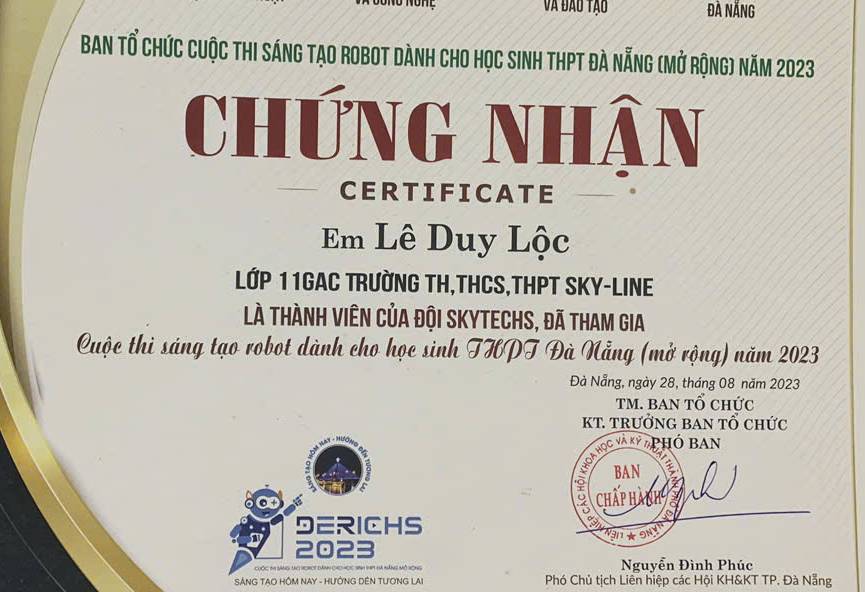 VÀ CÔNG NGHỆ
VÀ ĐÀO TẠO
ĐÀ NẴNG
BAN TỔ CHỨC CUỘC THI SÁNG TẠO ROBOT DÀNH CHO HỌC SINH THPT ĐÀ NẴNG (MỞ RỘNG) NĂM 2023
CHỨNG NHẬN
CERTIFICATE
Em Lê Duy Lộc
LỚP 11GAC TRƯỜNG TH,THCS,THPT SKY-LINE
LÀ THÀNH VIÊN CỦA ĐỘI SKYTECHS, ĐÃ THAM GIA
Cuộc thi sáng tạo robot dành cho học sinh THPT Đà Nẵng (mở rộng) năm 2023
Đà Nẵng, ngày 28, tháng 08 năm 2023
TM. BAN TỔ CHỨC
KT. TRƯỞNG BAN TỔ CHỨC
PHÓ BAN
LIÊN HIỆP CÁC HỘI KHOA HỌC VÀ KỸ THUẬT THÀNH PHỐ ĐÀ NẴNG
BAN
CHẤP HÀNH
SÁNG TẠO HÔM NAY - HƯỚNG ĐẾN TƯƠNG LAI
DERICHS
2023
CUỘC THI SÁNG TẠO ROBOT DÀNH CHO HỌC SINH THPT ĐÀ NẴNG MỞ RỘNG
SÁNG TẠO HÔM NAY - HƯỚNG ĐẾN TƯƠNG LAI
Nguyễn Đình Phúc
Phó Chủ tịch Liên hiệp các Hội KH&KT TP. Đà Nẵng